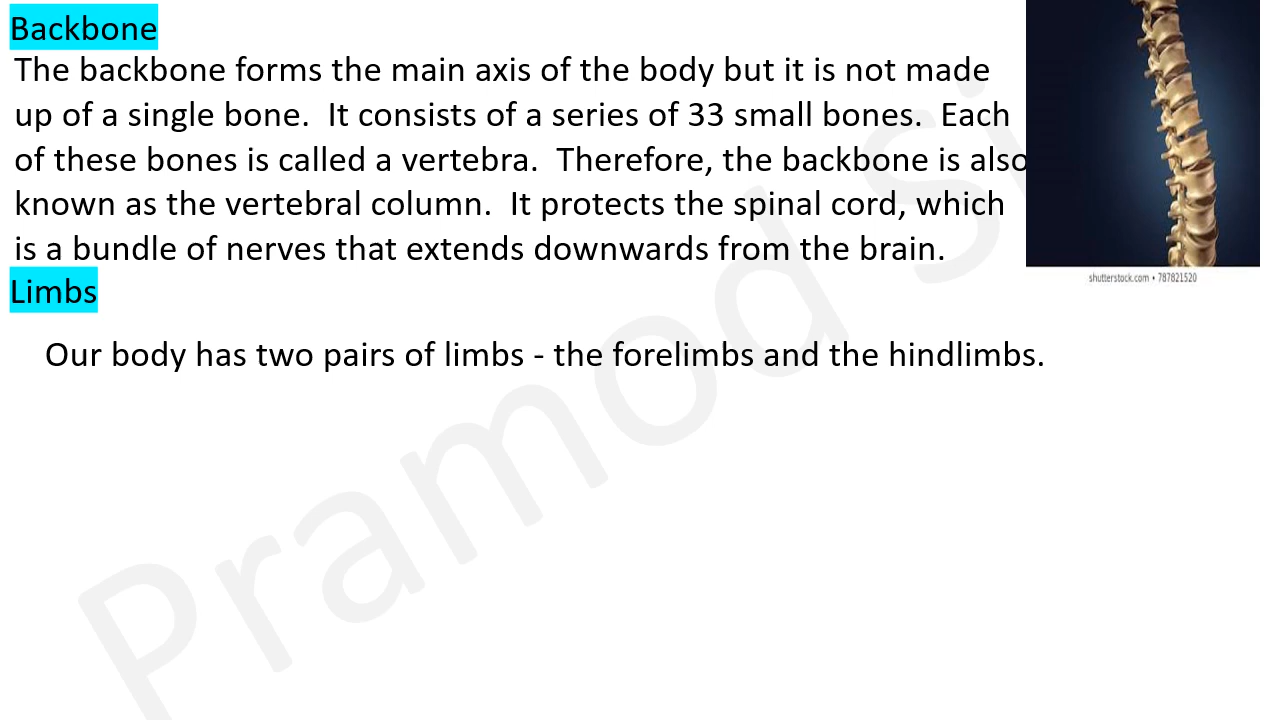 Backbone
The backbone forms the main axis of the body but it is not made
up of a single bone.  It consists of a series of 33 small bones.  Each
of these bones is called a vertebra.  Therefore, the backbone is also
known as the vertebral column.  It protects the spinal cord, which
is a bundle of nerves that extends downwards from the brain.
shutterstock.com • 787821520
Limbs
Our body has two pairs of limbs - the forelimbs and the hindlimbs.
Pramod si